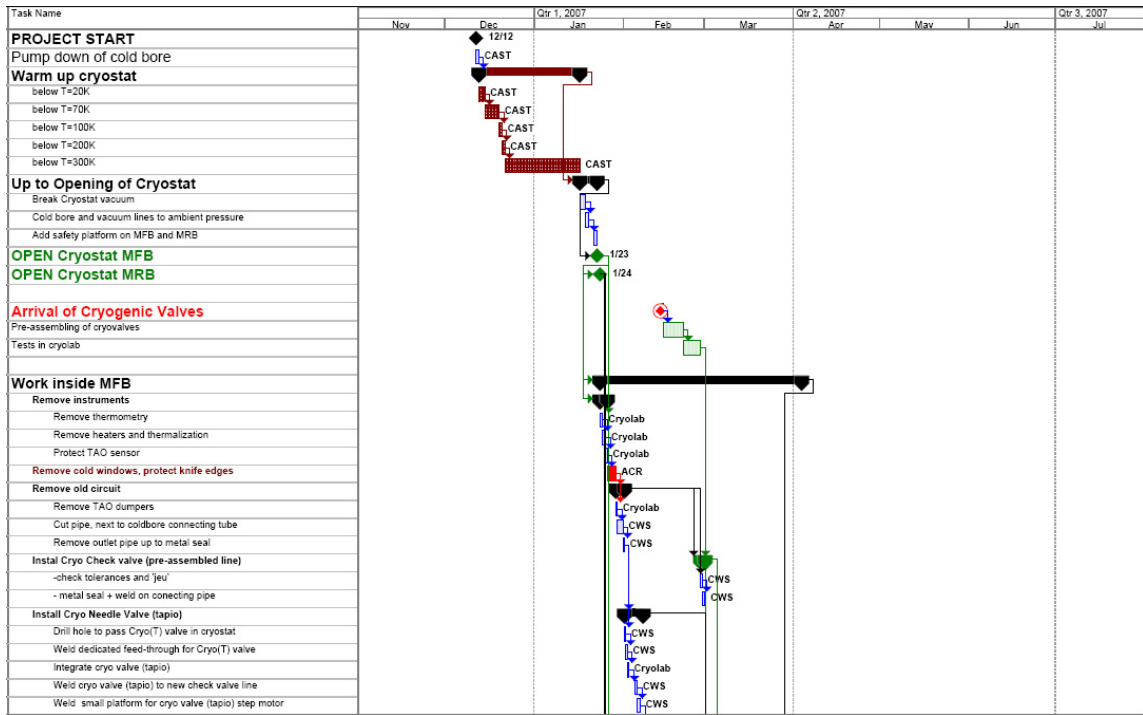 Task Name Qtr 1, 2007 Qtr 2, 2007 Qtr 3, 2007
Nov Dec Jan Feb Mar Apr May Jun Jul
PROJECT START 12/12
Pump down of cold bore CAST
Warm up cryostat
below T=20K CAST
below T=70K CAST
below T=100K CAST
below T=200K CAST
below T=300K CAST
Up to Opening of Cryostat
Break Cryostat vacuum
Cold bore and vacuum lines to ambient pressure
Add safety platform on MFB and MRB
OPEN Cryostat MFB 1/23
OPEN Cryostat MRB 1/24
Arrival of Cryogenic Valves
Pre-assembling of cryovalves
Tests in cryolab
Work inside MFB
Remove instruments
Remove thermometry Cryolab
Remove heaters and thermalization Cryolab
Protect TAO sensor Cryolab
Remove cold windows, protect knife edges ACR
Remove old circuit
Remove TAO dumpers Cryolab
Cut pipe, next to coldbore connecting tube CWS
Remove outlet pipe up to metal seal CWS
Instal Cryo Check valve (pre-assembled line)
-check tolerances and 'jeu' CWS
- metal seal + weld on conecting pipe CWS
Install Cryo Needle Valve (tapio)
Drill hole to pass Cryo(T) valve in cryostat CWS
Weld dedicated feed-through for Cryo(T) valve CWS
Integrate cryo valve (tapio) Cryolab
Weld cryo valve (tapio) to new check valve line CWS
Weld small platform for cryo valve (tapio) step motor CWS